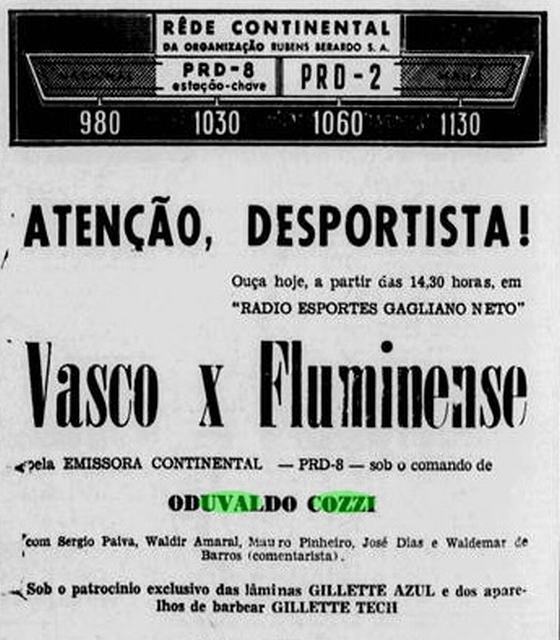 RÊDE CONTINENTAL
DA ORGANIZAÇÃO RUBENS BERARDO S. A.
PRD-8
estação-chave
PRD-2
980 1030 1060 1130
ATENÇÃO, DESPORTISTA!
Ouça hoje, a partir das 14,30 horas, em
"RADIO ESPORTES GAGLIANO NETO"
Vasco x Fluminense
pela EMISSORA CONTINENTAL — PRD-8 — sob o comando de
ODUVALDO COZZI
com Sergio Paiva, Waldir Amaral, Mauro Pinheiro, José Dias e Waldemar de
Barros (comentarista).
Sob o patrocinio exclusivo das lâminas GILLETTE AZUL e dos apare-
lhos de barbear GILLETTE TECH